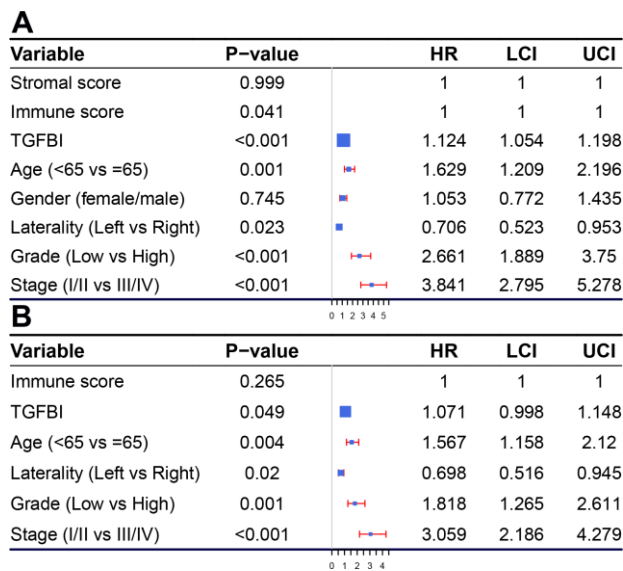 A
Variable P−value HR LCI UCI
Stromal score 0.999 1 1 1
Immune score 0.041 1 1 1
TGFBI <0.001 1.124 1.054 1.198
Age (<65 vs =65) 0.001 1.629 1.209 2.196
Gender (female/male) 0.745 1.053 0.772 1.435
Laterality (Left vs Right) 0.023 0.706 0.523 0.953
Grade (Low vs High) <0.001 2.661 1.889 3.75
Stage (I/II vs III/IV) <0.001 3.841 2.795 5.278
0 1 2 3 4 5
B
Variable P−value HR LCI UCI
Immune score 0.265 1 1 1
TGFBI 0.049 1.071 0.998 1.148
Age (<65 vs =65) 0.004 1.567 1.158 2.12
Laterality (Left vs Right) 0.02 0.698 0.516 0.945
Grade (Low vs High) 0.001 1.818 1.265 2.611
Stage (I/II vs III/IV) <0.001 3.059 2.186 4.279
0 1 2 3 4